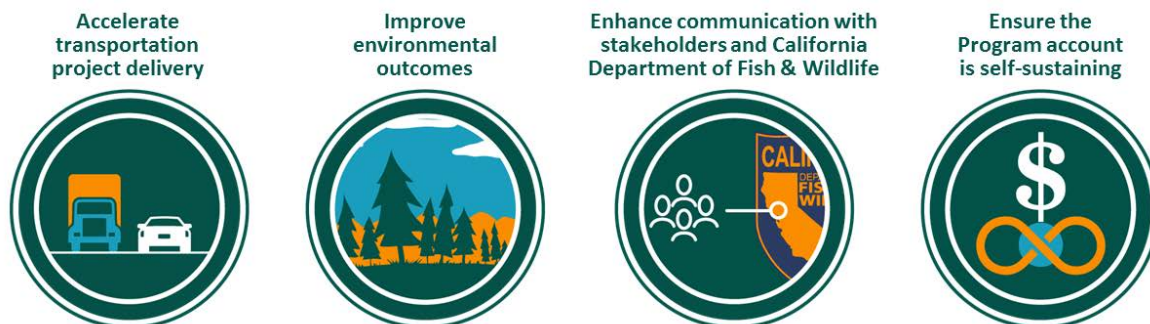 Accelerate
transportation
project delivery
Improve
environmental
outcomes
Enhance communication with
stakeholders and California
Department of Fish & Wildlife
Ensure the
Program account
is self-sustaining
$